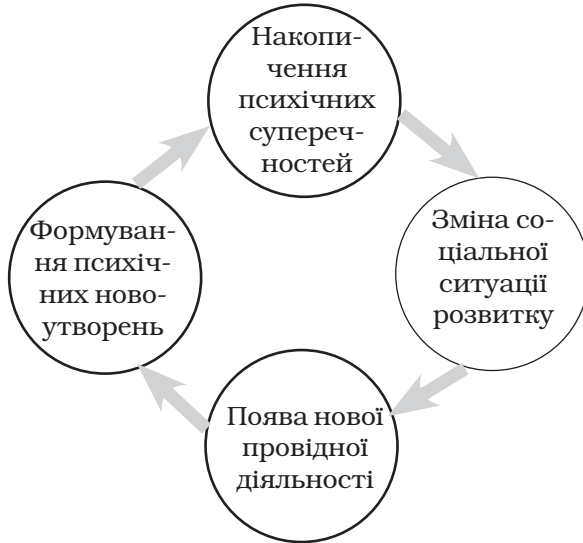 Накопи-
чення
психічних
супереч-
ностей
Зміна со-
ціальної
ситуації
розвитку
Поява нової
провідної
діяльності
Формуван-
ня психіч-
них ново-
утворень